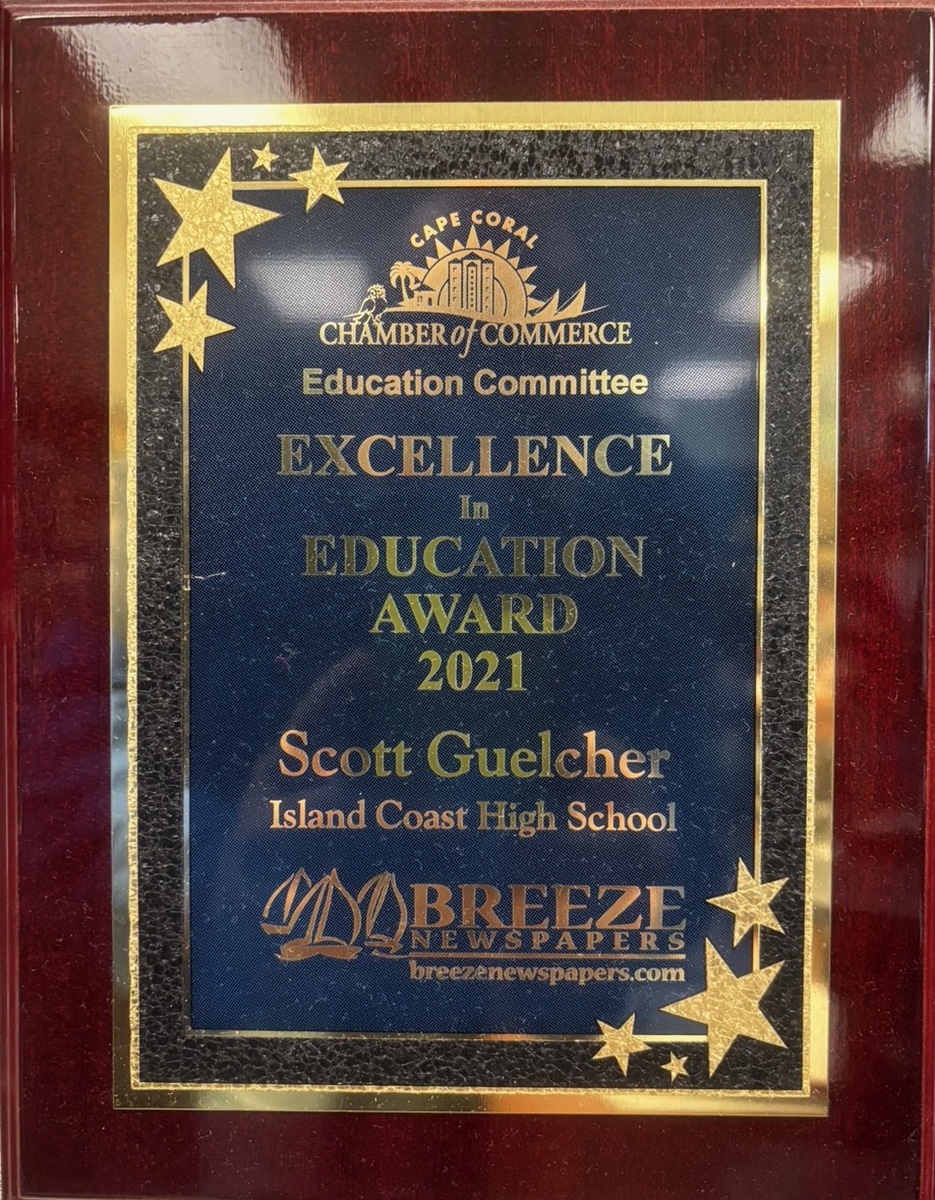 CAPE CORAL
CHAMBER of COMMERCE
Education Committee
EXCELLENCE
In
EDUCATION
AWARD
2021
Scott Guelcher
Island Coast High School
BREEZE
NEWSPAPERS
breezenewspapers.com